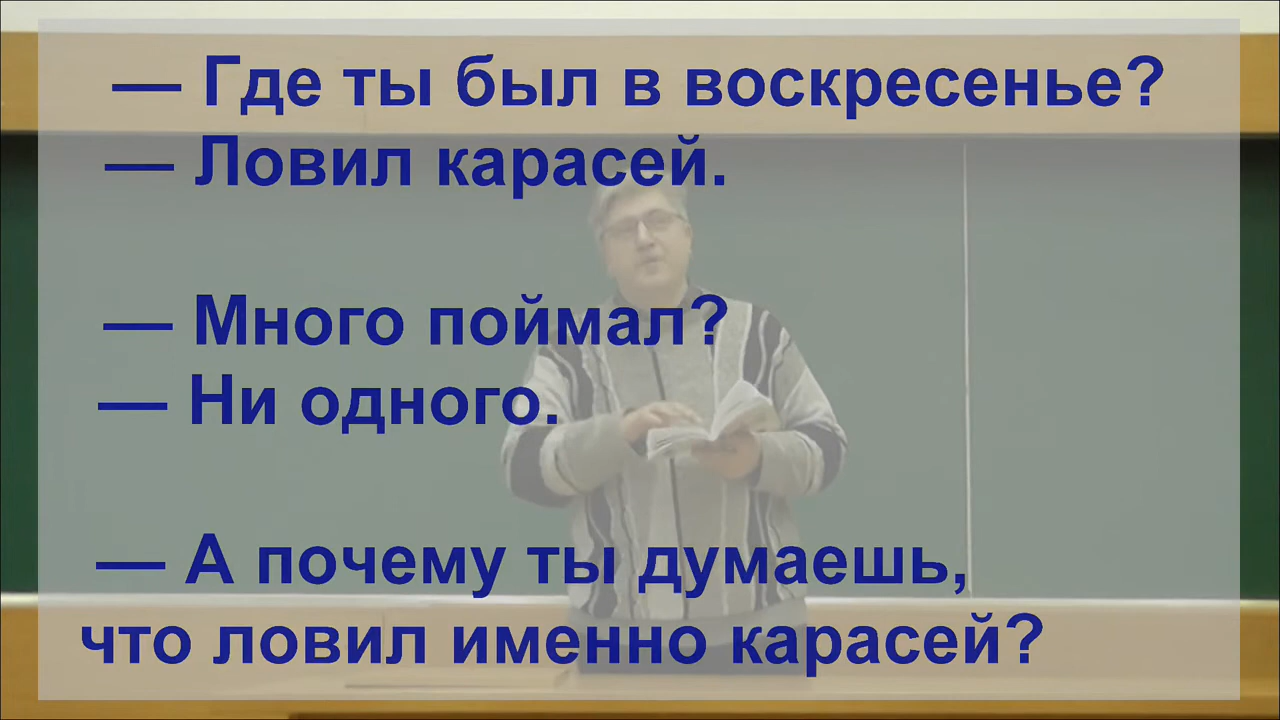 — Где ты был в воскресенье?
— Ловил карасей.
— Много поймал?
— Ни одного.
— А почему ты думаешь,
что ловил именно карасей?